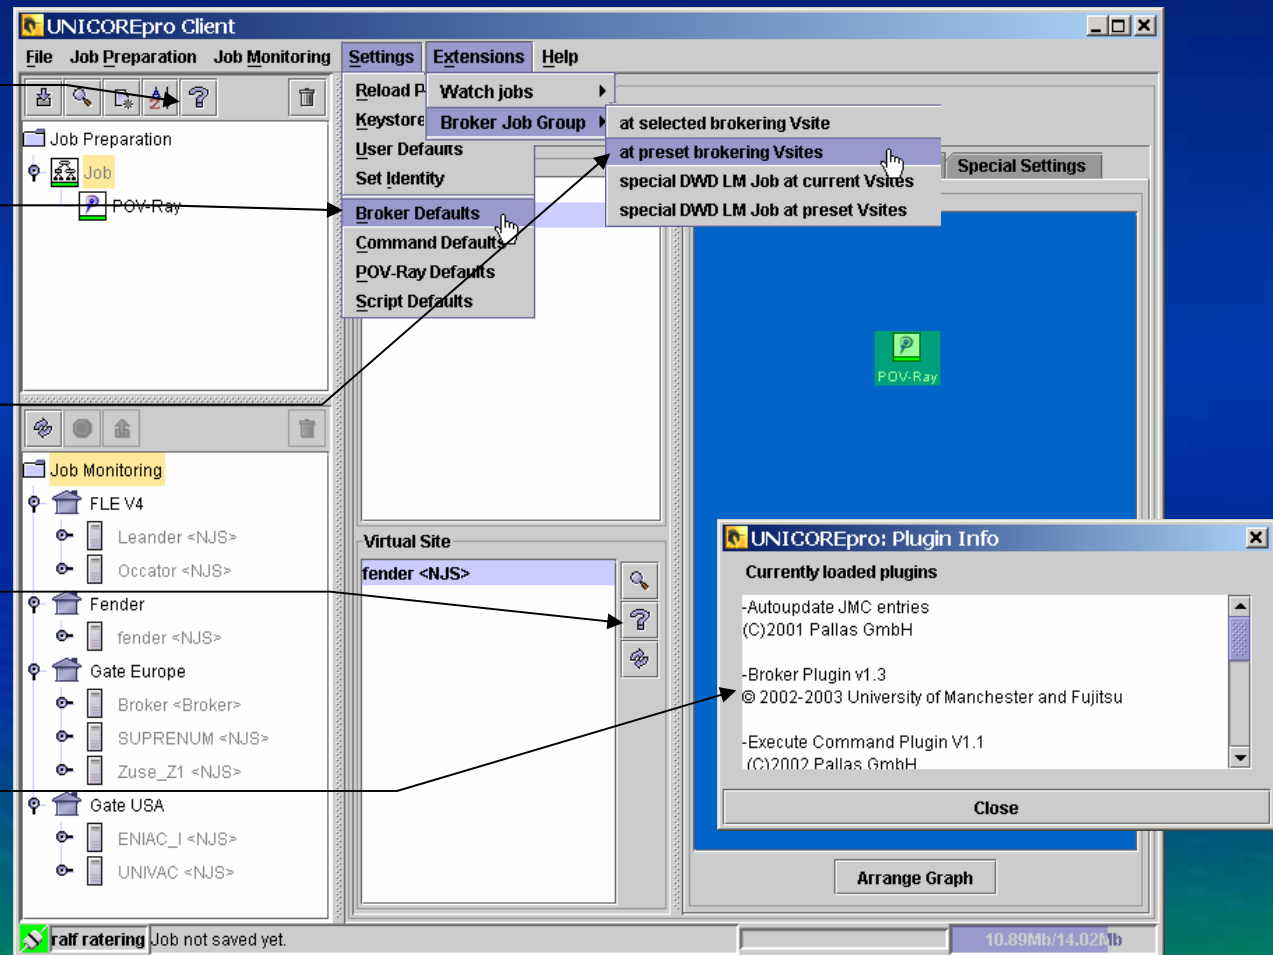 UNICOREpro Client
File Job Preparation Job Monitoring Settings Extensions Help
Reload P
Keystore
User Defaults
Set Identity
Broker Defaults
Command Defaults
POV-Ray Defaults
Script Defaults
Watch jobs
Broker Job Group
at selected brokering Vsite
at preset brokering Vsites
special DWD LM Job at current Vsites
special DWD LM Job at preset Vsites
Special Settings
Job Preparation
Job
POV-Ray
POV-Ray
Job Monitoring
FLE V4
Leander <NJS>
Occator <NJS>
Fender
fender <NJS>
Gate Europe
Broker <Broker>
SUPRENUM <NJS>
Zuse_Z1 <NJS>
Gate USA
ENIAC_I <NJS>
UNIVAC <NJS>
Virtual Site
fender <NJS>
UNICOREpro: Plugin Info
Currently loaded plugins
-Autoupdate JMC entries
(C)2001 Pallas GmbH
-Broker Plugin v1.3
© 2002-2003 University of Manchester and Fujitsu
-Execute Command Plugin V1.1
(C)2002 Pallas GmbH
Close
Arrange Graph
ralf ratering Job not saved yet.
10.89Mb/14.02Mb